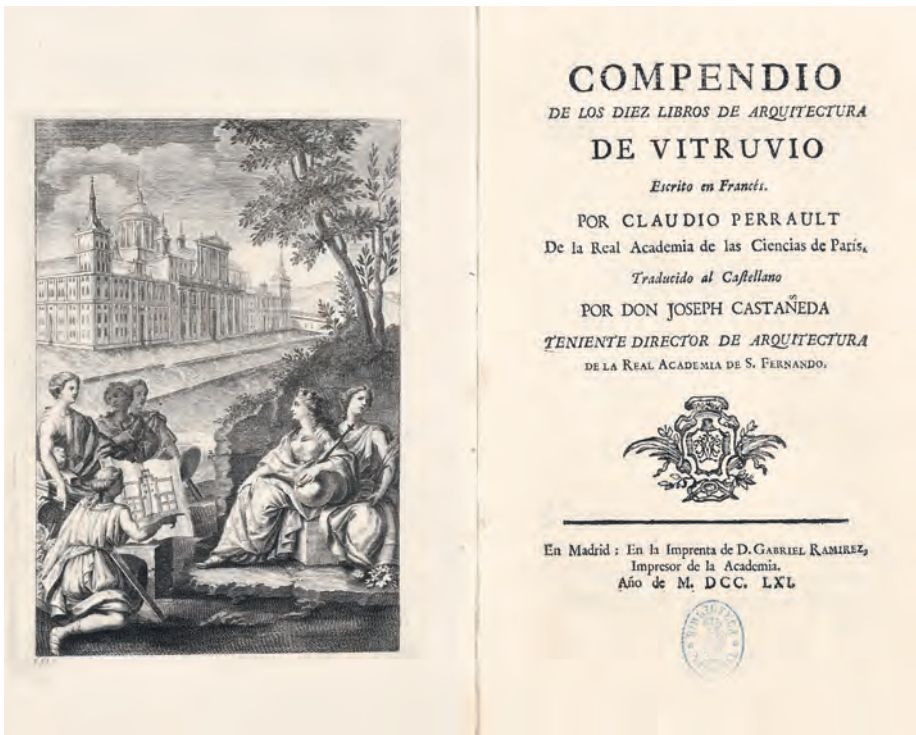 COMPENDIO
DE LOS DIEZ LIBROS DE ARQUITECTURA
DE VITRUVIO
Escrito en Francés.
POR CLAUDIO PERRAULT
De la Real Academia de las Ciencias de París,
Traducido al Castellano
POR DON JOSEPH CASTAÑEDA
TENIENTE DIRECTOR DE ARQUITECTURA
DE LA REAL ACADEMIA DE S. FERNANDO.
En Madrid : En la Imprenta de D. GABRIEL RAMIREZ,
Impresor de la Academia.
Año de M. DCC. LXI.
BIBLIOTECA